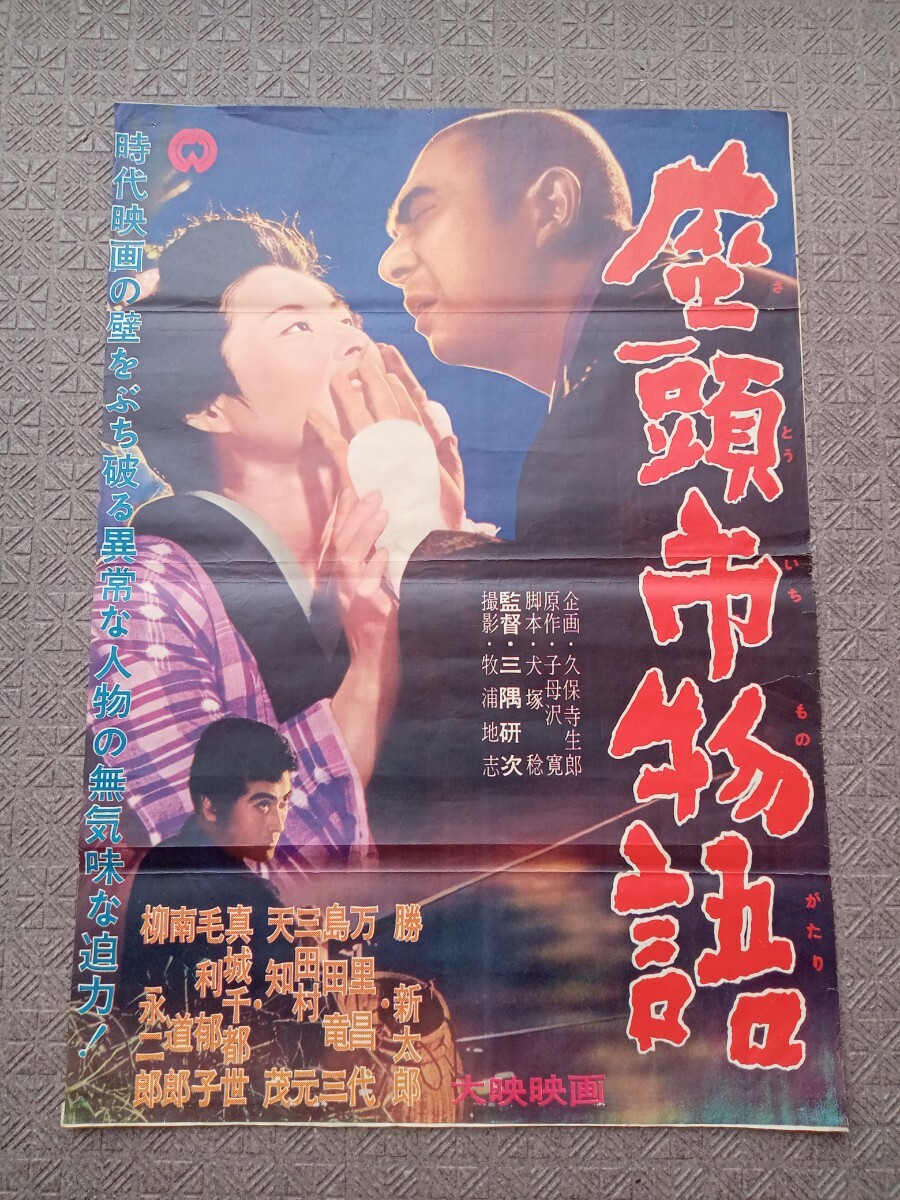 座頭市物語
ざ
とう
いち
もの
がたり
企画・久保寺生郎
原作・子母沢寛
脚本・犬塚稔
監督・三隅研次
撮影・牧浦地志
勝新太郎
万里昌代
島田竜三
三田村元
天知茂
真城千都世
毛利郁子
南道郎
柳永二郎
大映映画
時代映画の壁をぶち破る異常な人物の無気味な迫力!